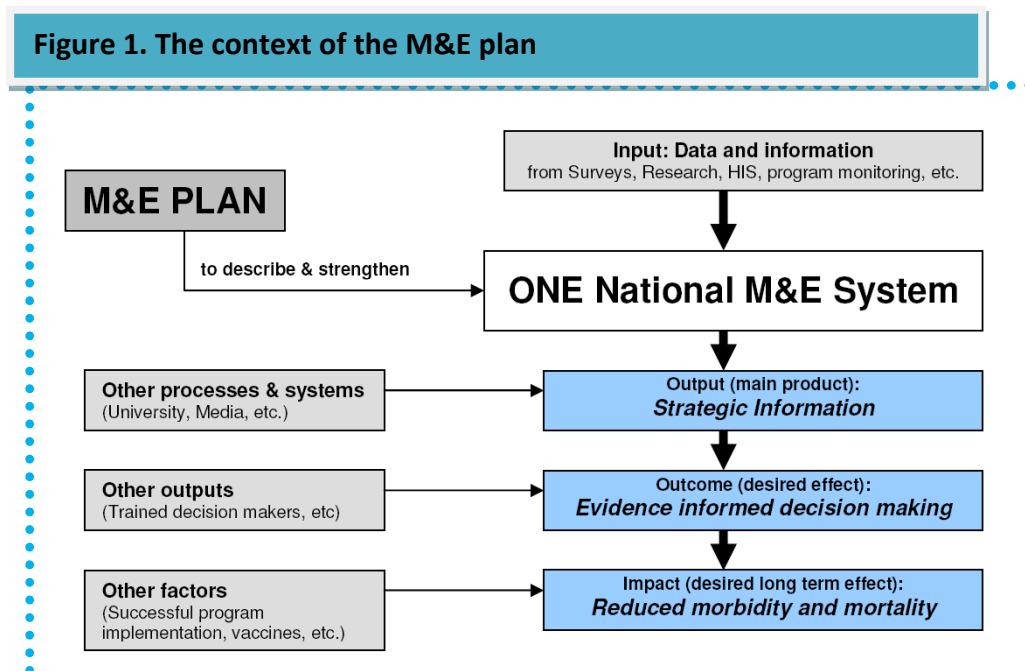 Figure 1. The context of the M&E plan
Input: Data and information
from Surveys, Research, HIS, program monitoring, etc.
M&E PLAN
to describe & strengthen
ONE National M&E System
Other processes & systems
(University, Media, etc.)
Output (main product):
Strategic Information
Other outputs
(Trained decision makers, etc)
Outcome (desired effect):
Evidence informed decision making
Other factors
(Successful program
implementation, vaccines, etc.)
Impact (desired long term effect):
Reduced morbidity and mortality